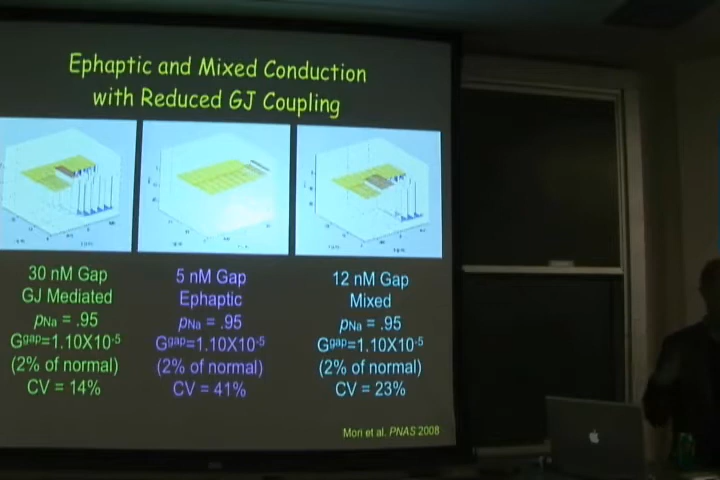 Ephaptic and Mixed Conduction
with Reduced GJ Coupling
30 nM Gap
GJ Mediated
pNa = .95
Ggap=1.10X10-5
(2% of normal)
CV = 14%
5 nM Gap
Ephaptic
pNa = .95
Ggap=1.10X10-5
(2% of normal)
CV = 41%
12 nM Gap
Mixed
pNa = .95
Ggap=1.10X10-5
(2% of normal)
CV = 23%
Mori et al. PNAS 2008